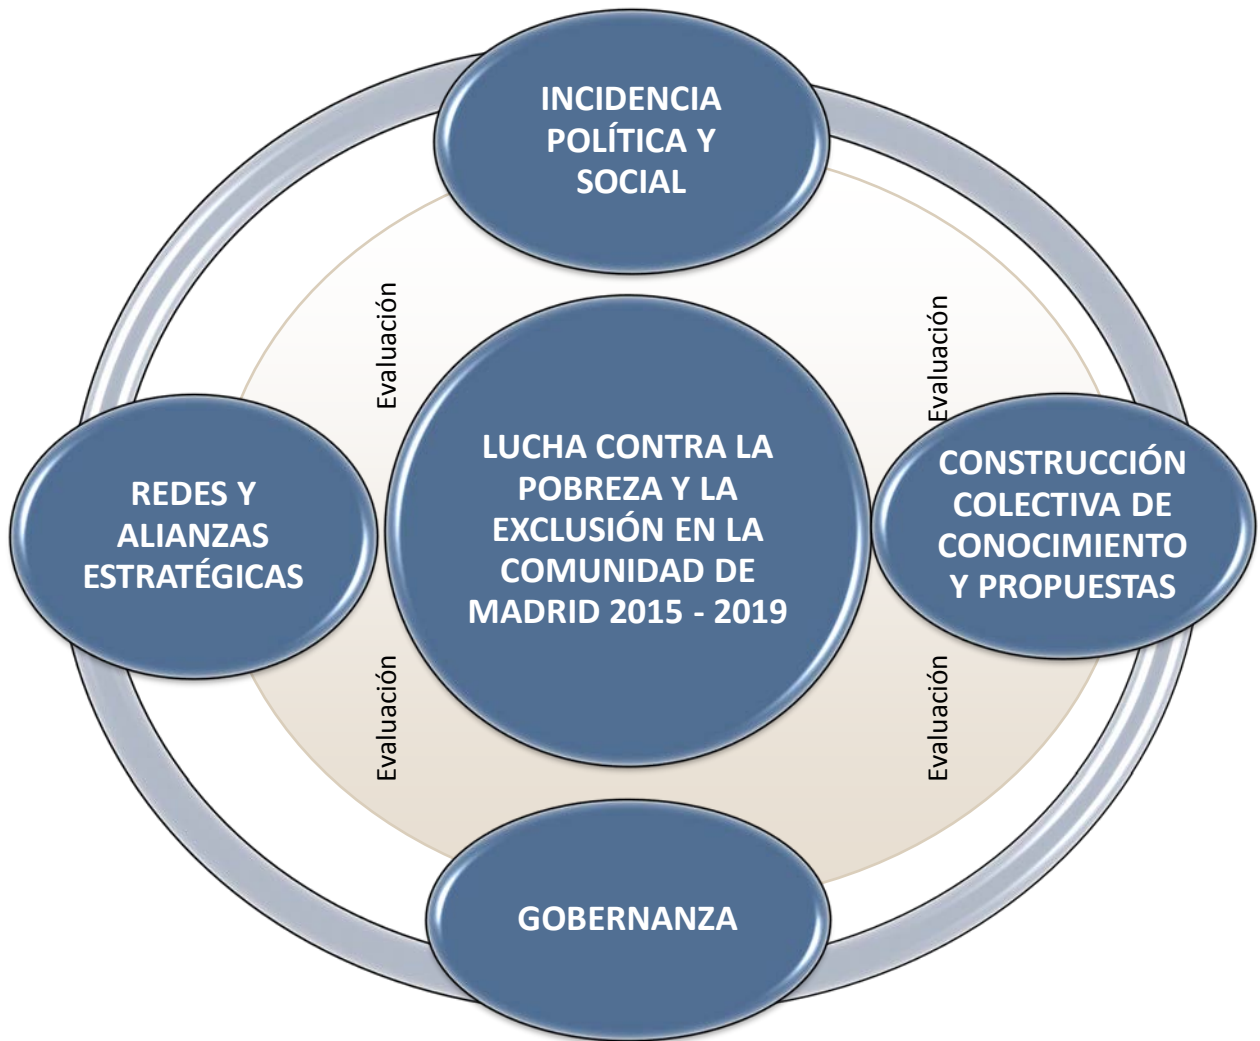 INCIDENCIA
POLÍTICA Y
SOCIAL
Evaluación
Evaluación
REDES Y
ALIANZAS
ESTRATÉGICAS
LUCHA CONTRA LA
POBREZA Y LA
EXCLUSIÓN EN LA
COMUNIDAD DE
MADRID 2015 - 2019
CONSTRUCCIÓN
COLECTIVA DE
CONOCIMIENTO
Y PROPUESTAS
Evaluación
Evaluación
GOBERNANZA